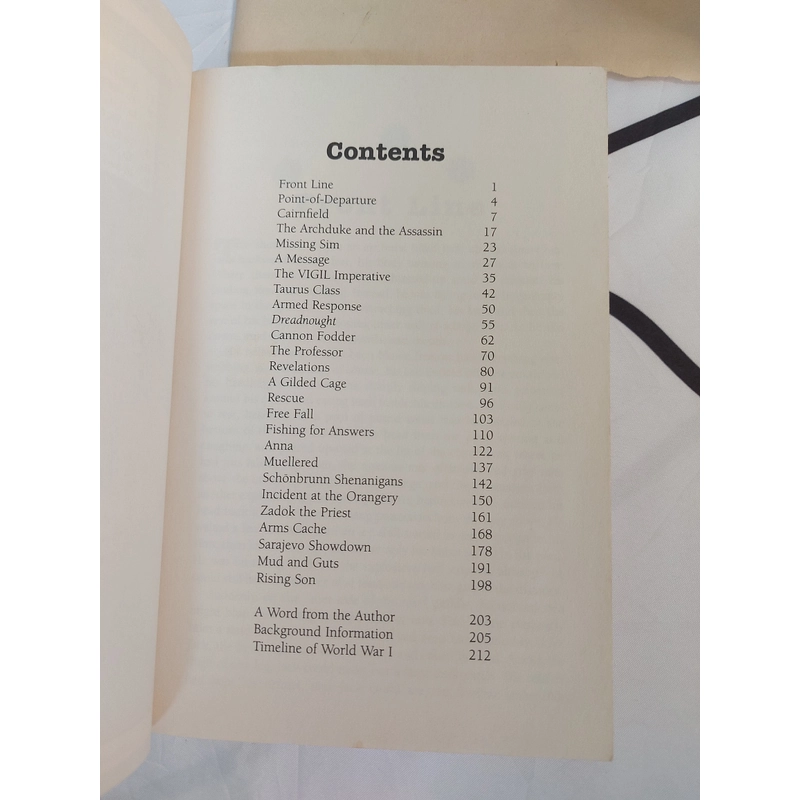 Contents
Front Line 1
Point-of-Departure 4
Cairnfield 7
The Archduke and the Assassin 17
Missing Sim 23
A Message 27
The VIGIL Imperative 35
Taurus Class 42
Armed Response 50
Dreadnought 55
Cannon Fodder 62
The Professor 70
Revelations 80
A Gilded Cage 91
Rescue 96
Free Fall 103
Fishing for Answers 110
Anna 122
Muellered 137
Schönbrunn Shenanigans 142
Incident at the Orangery 150
Zadok the Priest 161
Arms Cache 168
Sarajevo Showdown 178
Mud and Guts 191
Rising Son 198
A Word from the Author 203
Background Information 205
Timeline of World War I 212